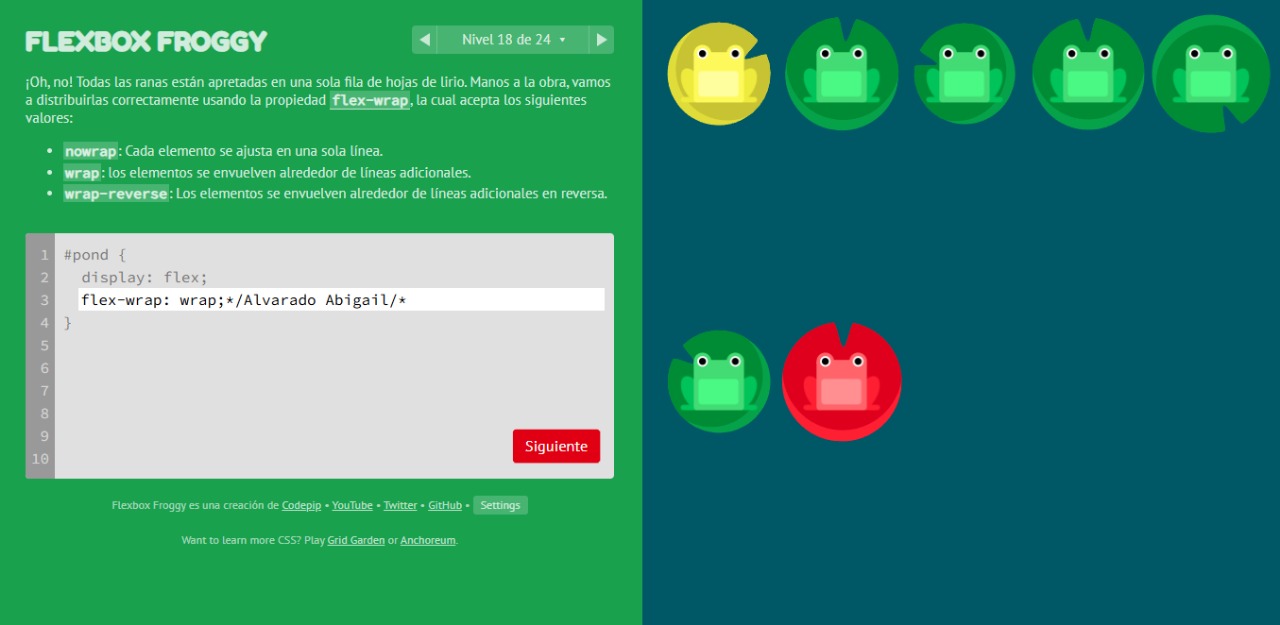 FLEXBOX FROGGY
Nivel 18 de 24
¡Oh, no! Todas las ranas están apretadas en una sola fila de hojas de lirio. Manos a la obra, vamos
a distribuirlas correctamente usando la propiedad flex-wrap, la cual acepta los siguientes
valores:
• nowrap: Cada elemento se ajusta en una sola línea.
• wrap: los elementos se envuelven alrededor de líneas adicionales.
• wrap-reverse: Los elementos se envuelven alrededor de líneas adicionales en reversa.
1 #pond {
2 display: flex;
3 flex-wrap: wrap;*/Alvarado Abigail/*
4 }
5
6
7
8
9
10
Siguiente
Flexbox Froggy es una creación de Codepip • YouTube • Twitter • GitHub • Settings
Want to learn more CSS? Play Grid Garden or Anchoreum.